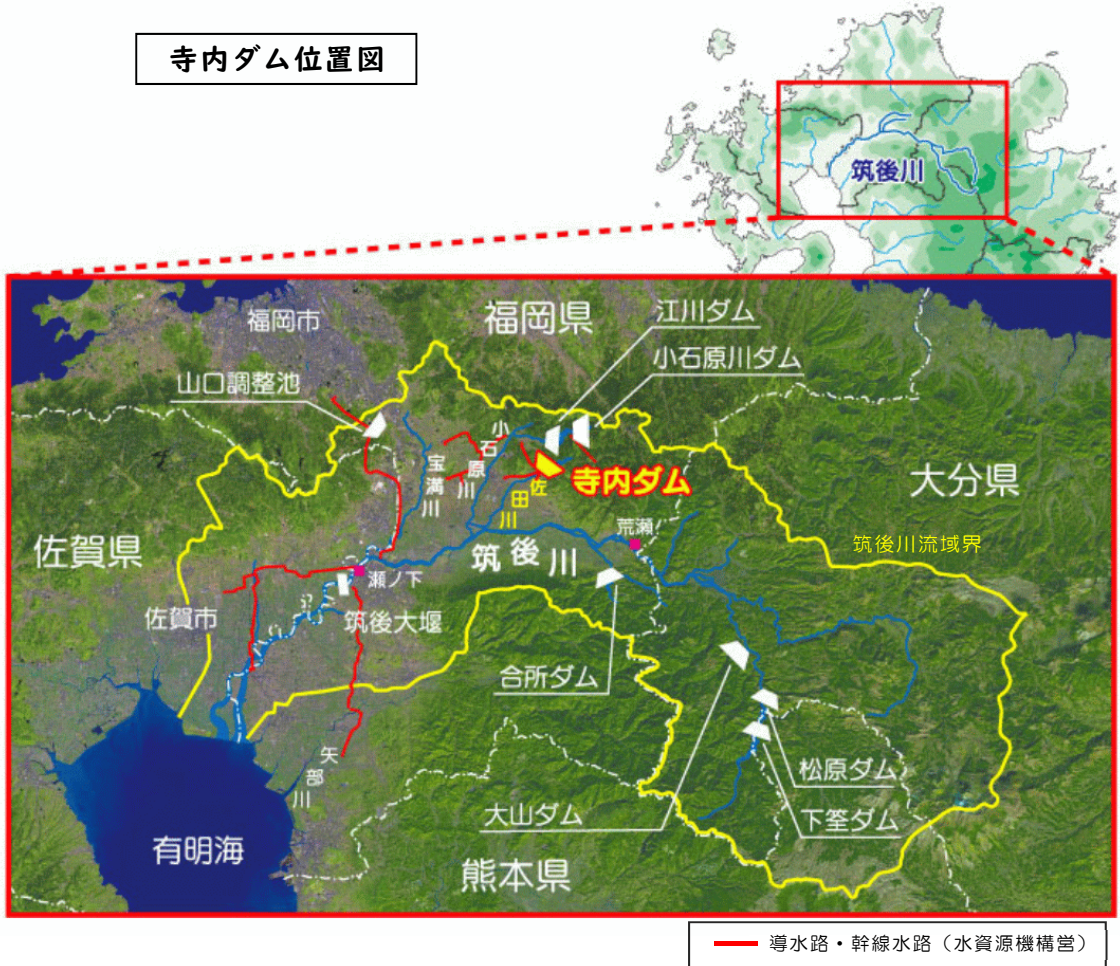 寺内ダム位置図
筑後川
福岡市
福岡県
江川ダム
小石原川ダム
山口調整池
小石原川
宝満川
寺内ダム
佐田川
大分県
佐賀県
荒瀬
筑後川
筑後川流域界
瀬ノ下
佐賀市
筑後大堰
合所ダム
矢部川
松原ダム
大山ダム
下筌ダム
有明海
熊本県
導水路・幹線水路（水資源機構営）